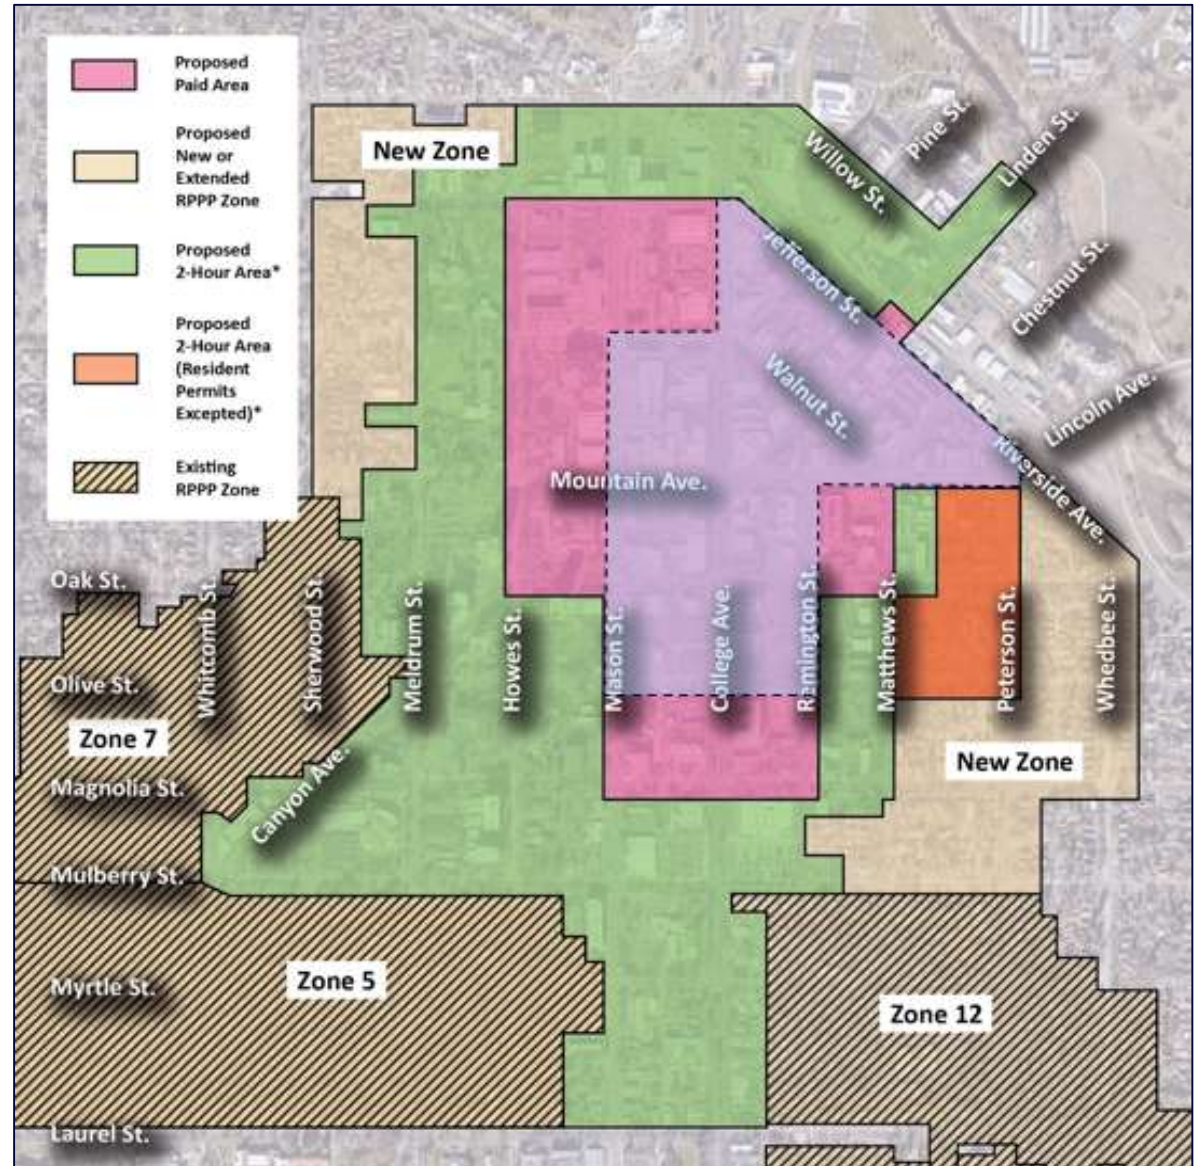 Proposed
Paid Area
Proposed
New or
Extended
RPPP Zone
Proposed
2-Hour Area*
Proposed
2-Hour Area
(Resident
Permits
Excepted)*
Existing
RPPP Zone
New Zone
Willow St.
Pine St.
Linden St.
Jefferson St.
Chestnut St.
Walnut St.
Lincoln Ave.
Riverside Ave.
Mountain Ave.
Oak St.
Whitcomb St.
Sherwood St.
Meldrum St.
Howes St.
Mason St.
College Ave.
Remington St.
Matthews St.
Peterson St.
Whedbee St.
Olive St.
Zone 7
New Zone
Magnolia St.
Canyon Ave.
Mulberry St.
Zone 5
Myrtle St.
Zone 12
Laurel St.